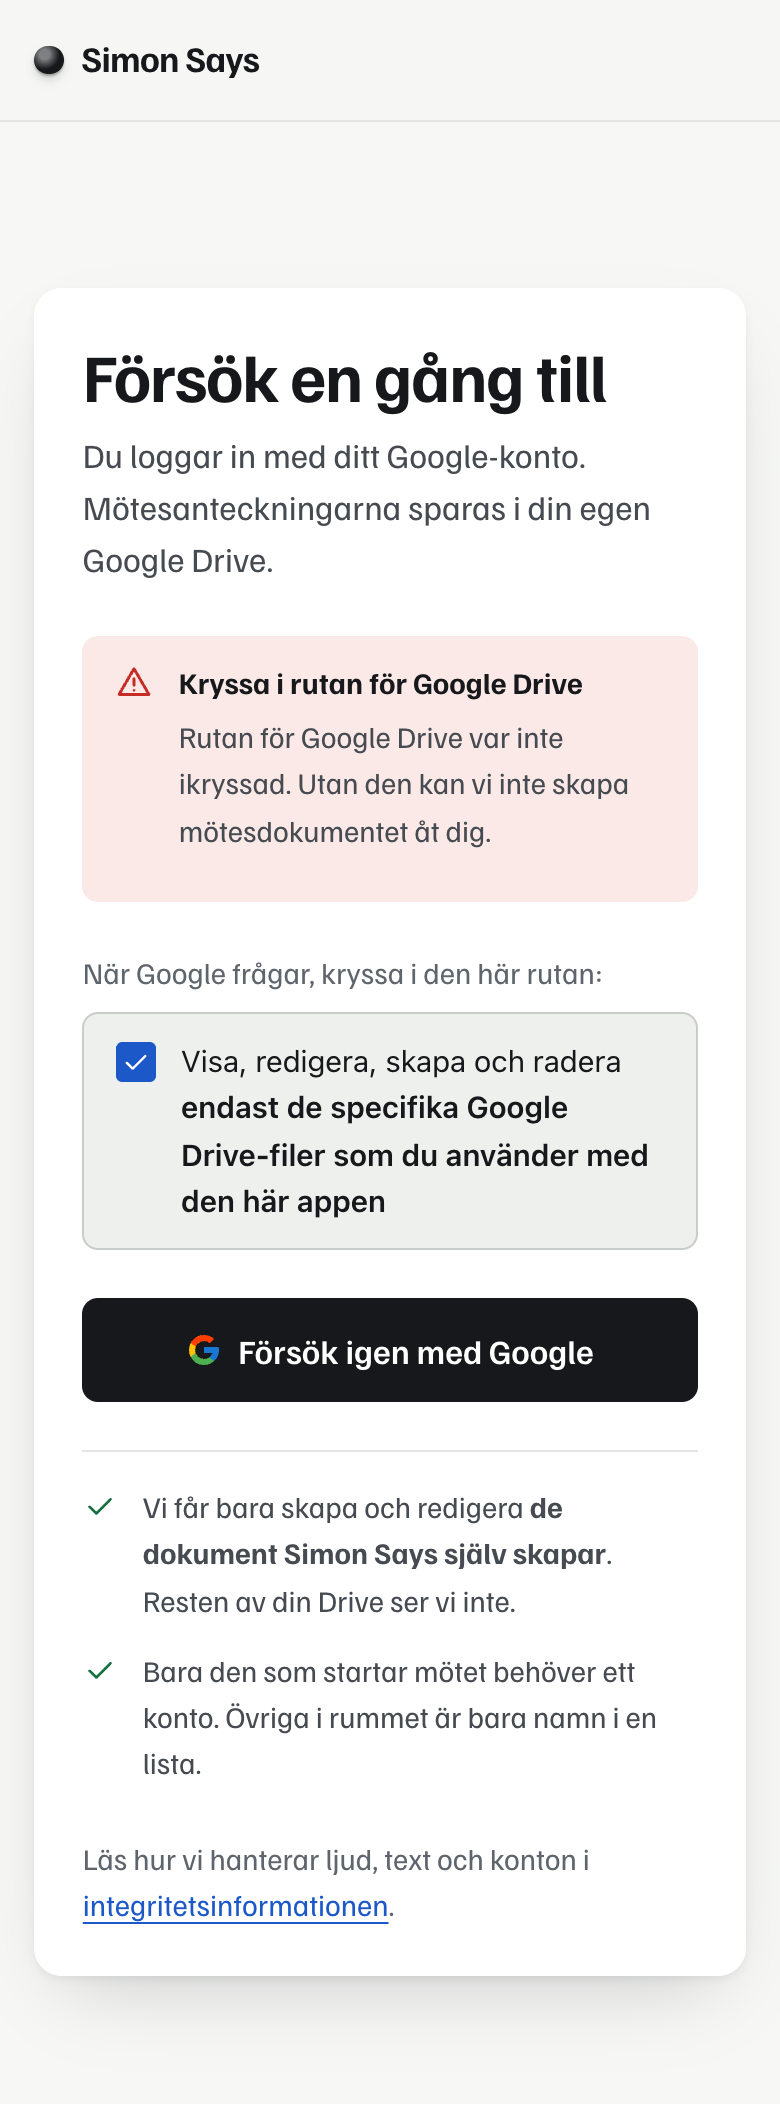 Simon Says
Försök en gång till
Du loggar in med ditt Google-konto.
Mötesanteckningarna sparas i din egen
Google Drive.
Kryssa i rutan för Google Drive
Rutan för Google Drive var inte
ikryssad. Utan den kan vi inte skapa
mötesdokumentet åt dig.
När Google frågar, kryssa i den här rutan:
Visa, redigera, skapa och radera
endast de specifika Google
Drive-filer som du använder med
den här appen
Försök igen med Google
Vi får bara skapa och redigera de
dokument Simon Says själv skapar.
Resten av din Drive ser vi inte.
Bara den som startar mötet behöver ett
konto. Övriga i rummet är bara namn i en
lista.
Läs hur vi hanterar ljud, text och konton i
integritetsinformationen.